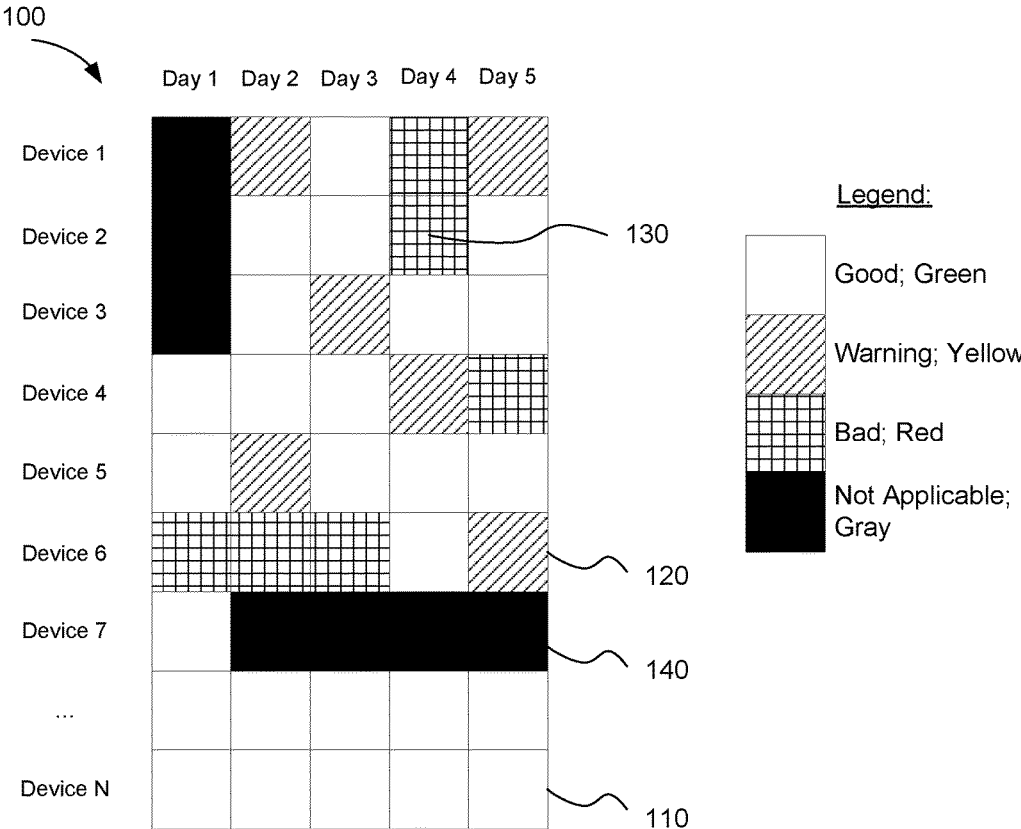 100
Day 1 Day 2 Day 3 Day 4 Day 5
Device 1
Device 2
130
Device 3
Device 4
Device 5
Device 6
120
Device 7
140
...
Device N
110
Legend:
Good; Green
Warning; Yellow
Bad; Red
Not Applicable;
Gray